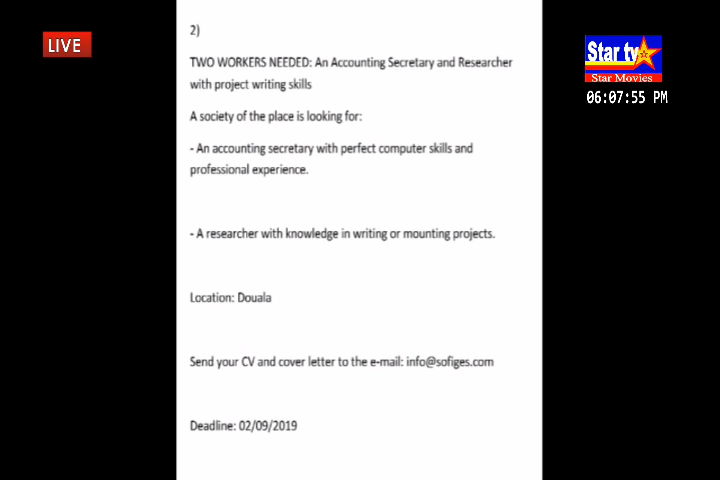 LIVE
2)
TWO WORKERS NEEDED: An Accounting Secretary and Researcher
with project writing skills
A society of the place is looking for:
- An accounting secretary with perfect computer skills and
professional experience.
- A researcher with knowledge in writing or mounting projects.
Location: Douala
Send your CV and cover letter to the e-mail: info@sofiges.com
Deadline: 02/09/2019
Star tv
Star Movies
06:07:55 PM